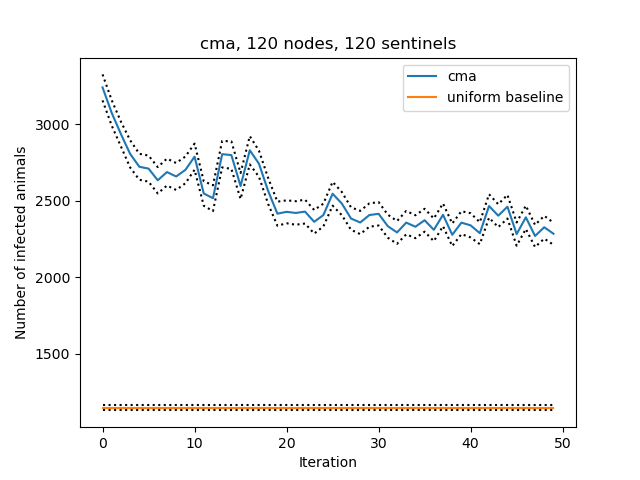 cma, 120 nodes, 120 sentinels
cma
uniform baseline
Number of infected animals
3000
2500
2000
1500
0 10 20 30 40 50
Iteration